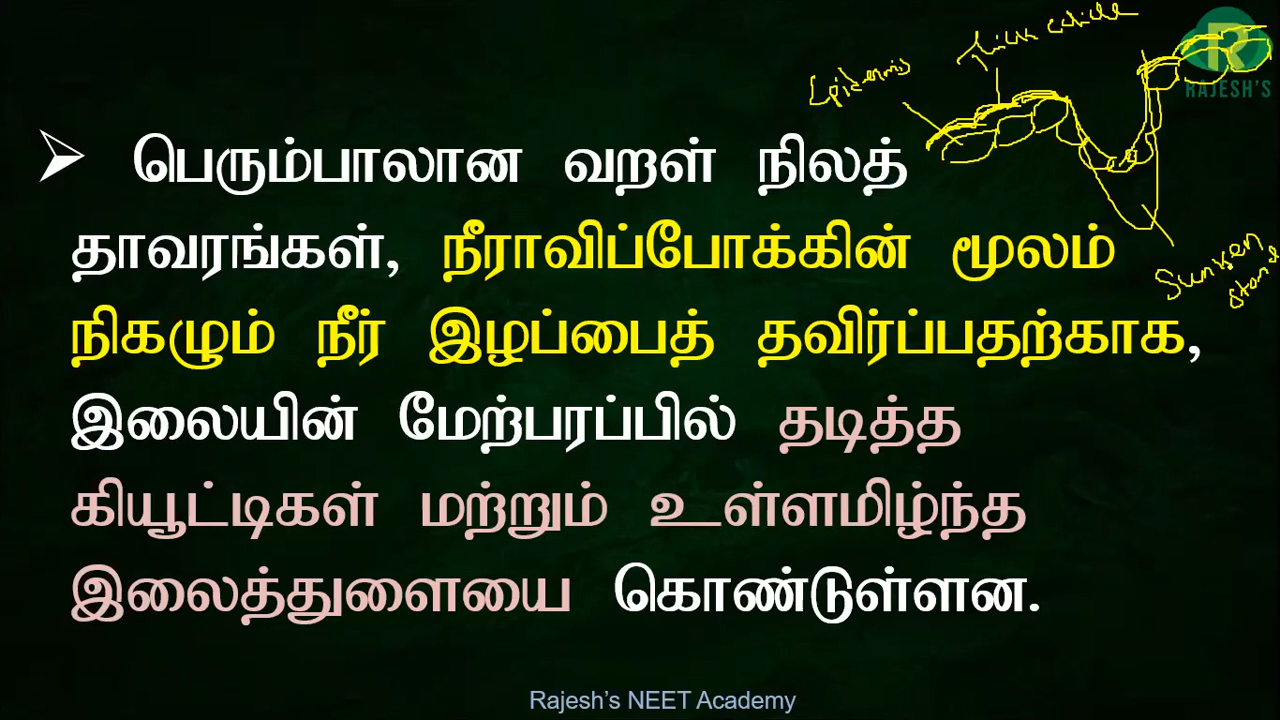 Epidermis
Thick cuticle
RAJESH'S
➤ பெரும்பாலான வறள் நிலத்
தாவரங்கள், நீராவிப்போக்கின் மூலம்
நிகழும் நீர் இழப்பைத் தவிர்ப்பதற்காக,
இலையின் மேற்பரப்பில் தடித்த
கியூட்டிகள் மற்றும் உள்ளமிழ்ந்த
இலைத்துளையை கொண்டுள்ளன.
Sunken
Rajesh's NEET Academy